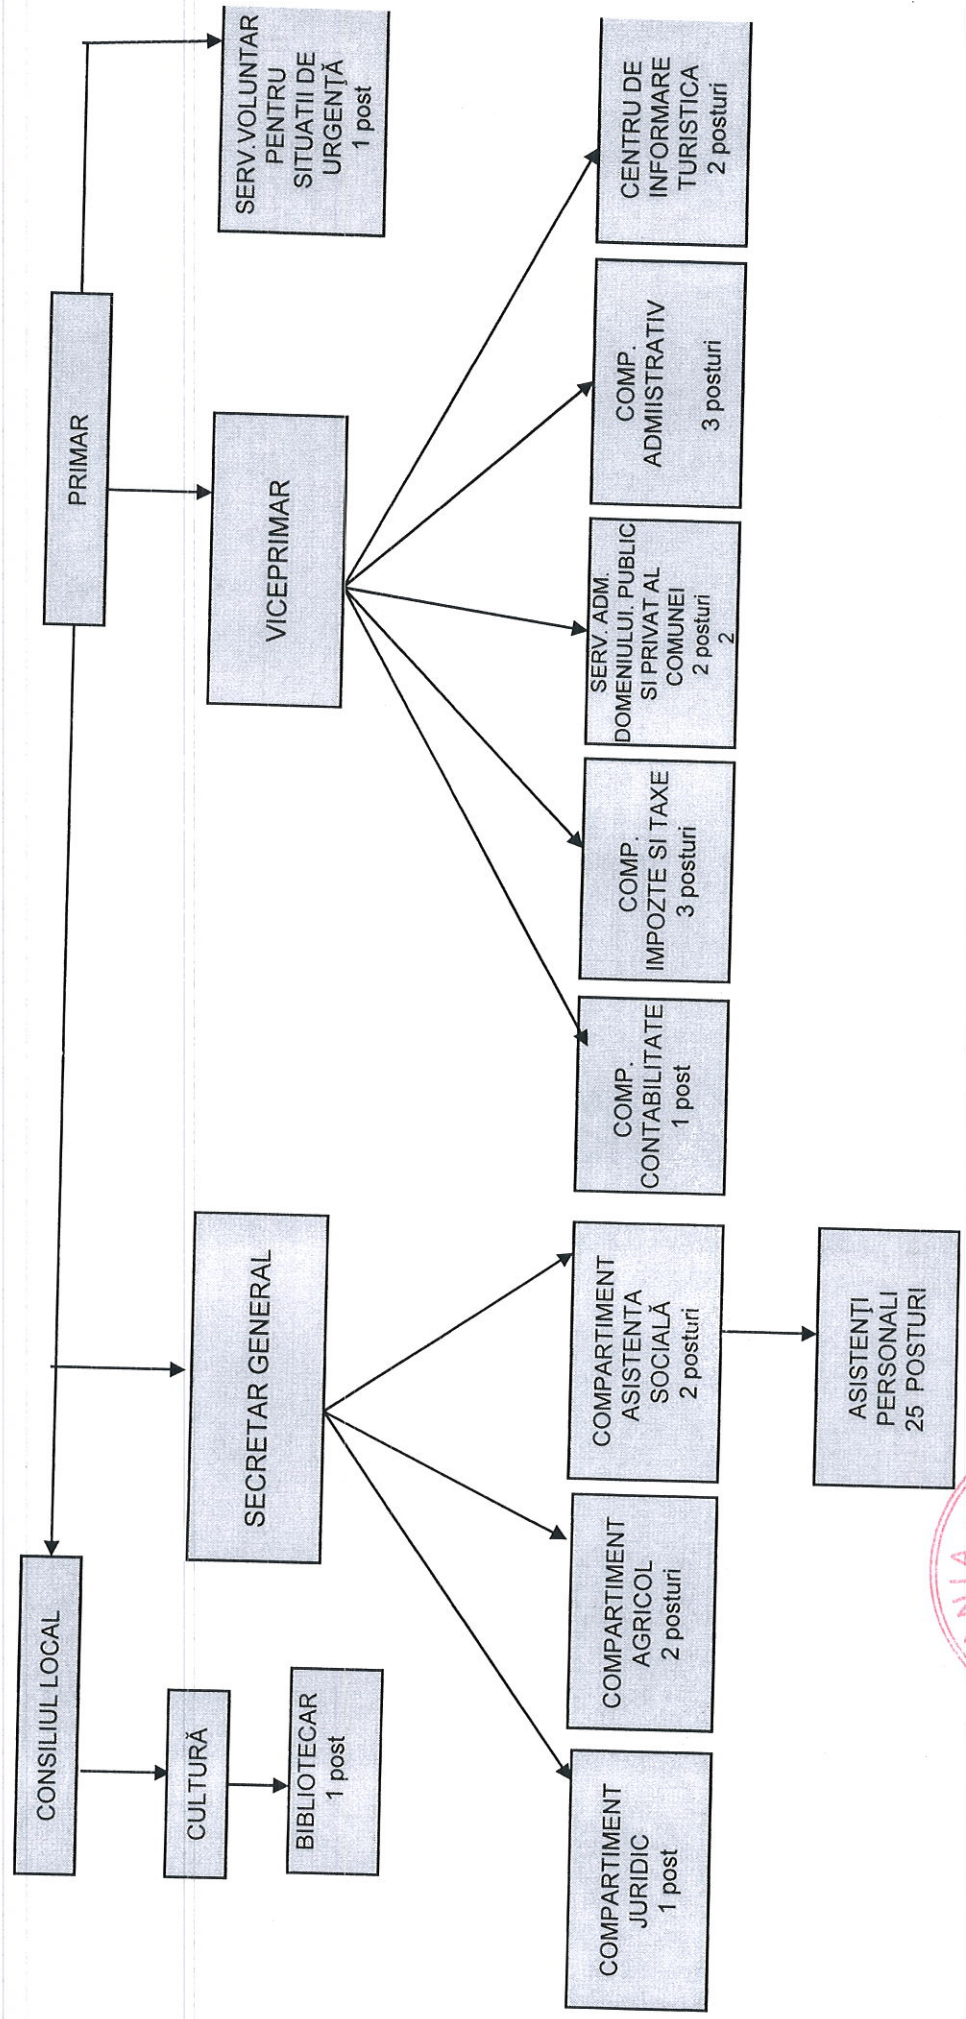 CONSILIUL LOCAL
PRIMAR
CULTURĂ
BIBLIOTECAR
1 post
SECRETAR GENERAL
VICEPRIMAR
SERV.VOLUNTAR
PENTRU
SITUATII DE
URGENȚĂ
1 post
COMPARTIMENT
JURIDIC
1 post
COMPARTIMENT
AGRICOL
2 posturi
COMPARTIMENT
ASISTENTA
SOCIALĂ
2 posturi
COMP.
CONTABILITATE
1 post
COMP.
IMPOZTE SI TAXE
3 posturi
SERV. ADM.
DOMENIULUI. PUBLIC
SI PRIVAT AL
COMUNEI
2 posturi
2
COMP.
ADMIISTRATIV
3 posturi
CENTRU DE
INFORMARE
TURISTICA
2 posturi
ASISTENȚI
PERSONALI
25 POSTURI